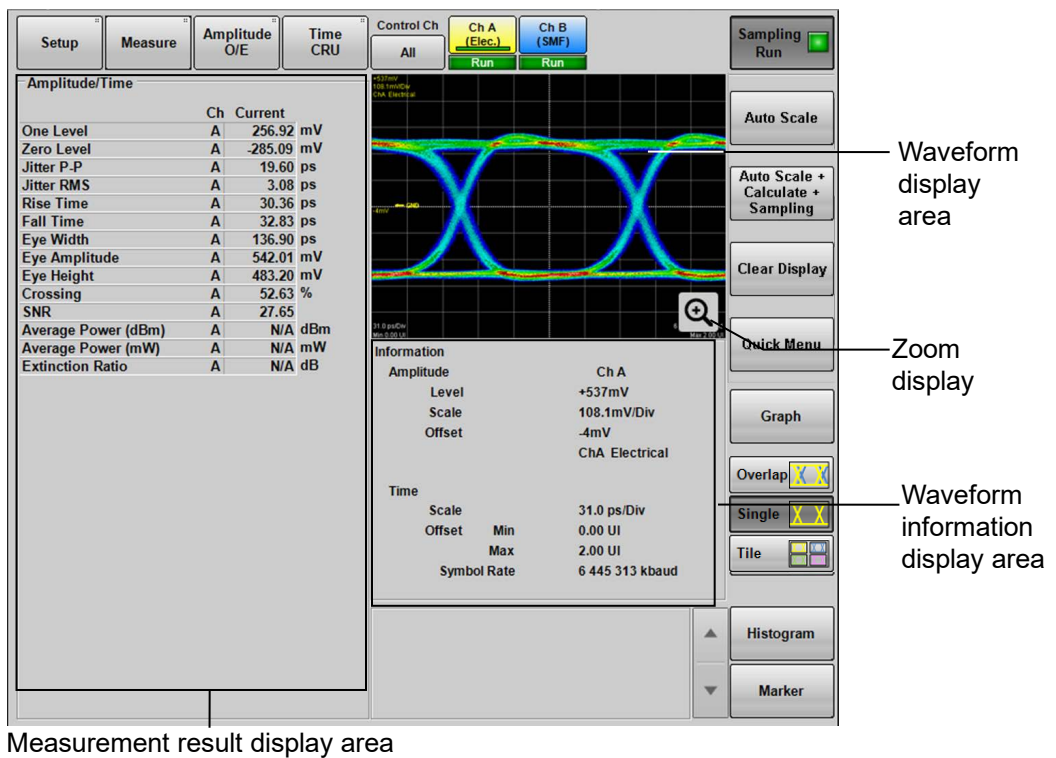 Setup
Measure
Amplitude
O/E
Time
CRU
Control Ch
All
Ch A
(Elec.)
Run
Ch B
(SMF)
Run
Sampling
Run
Amplitude/Time
Ch Current
One Level A 256.92 mV
Zero Level A -285.09 mV
Jitter P-P A 19.60 ps
Jitter RMS A 3.08 ps
Rise Time A 30.36 ps
Fall Time A 32.83 ps
Eye Width A 136.90 ps
Eye Amplitude A 542.01 mV
Eye Height A 483.20 mV
Crossing A 52.63 %
SNR A 27.65
Average Power (dBm) A N/A dBm
Average Power (mW) A N/A mW
Extinction Ratio A N/A dB
+537mV
108.1mV/Div
ChA Electrical
-4mV
GND
31.0 ps/Div
Min 0.00 UI
Max 2.00 UI
Information
Amplitude Ch A
Level +537mV
Scale 108.1mV/Div
Offset -4mV
ChA Electrical
Time
Scale 31.0 ps/Div
Offset Min 0.00 UI
Max 2.00 UI
Symbol Rate 6 445 313 kbaud
Auto Scale
Auto Scale +
Calculate +
Sampling
Clear Display
Quick Menu
Graph
Overlap
Single
Tile
Histogram
Marker
Waveform
display
area
Zoom
display
Waveform
information
display area
Measurement result display area